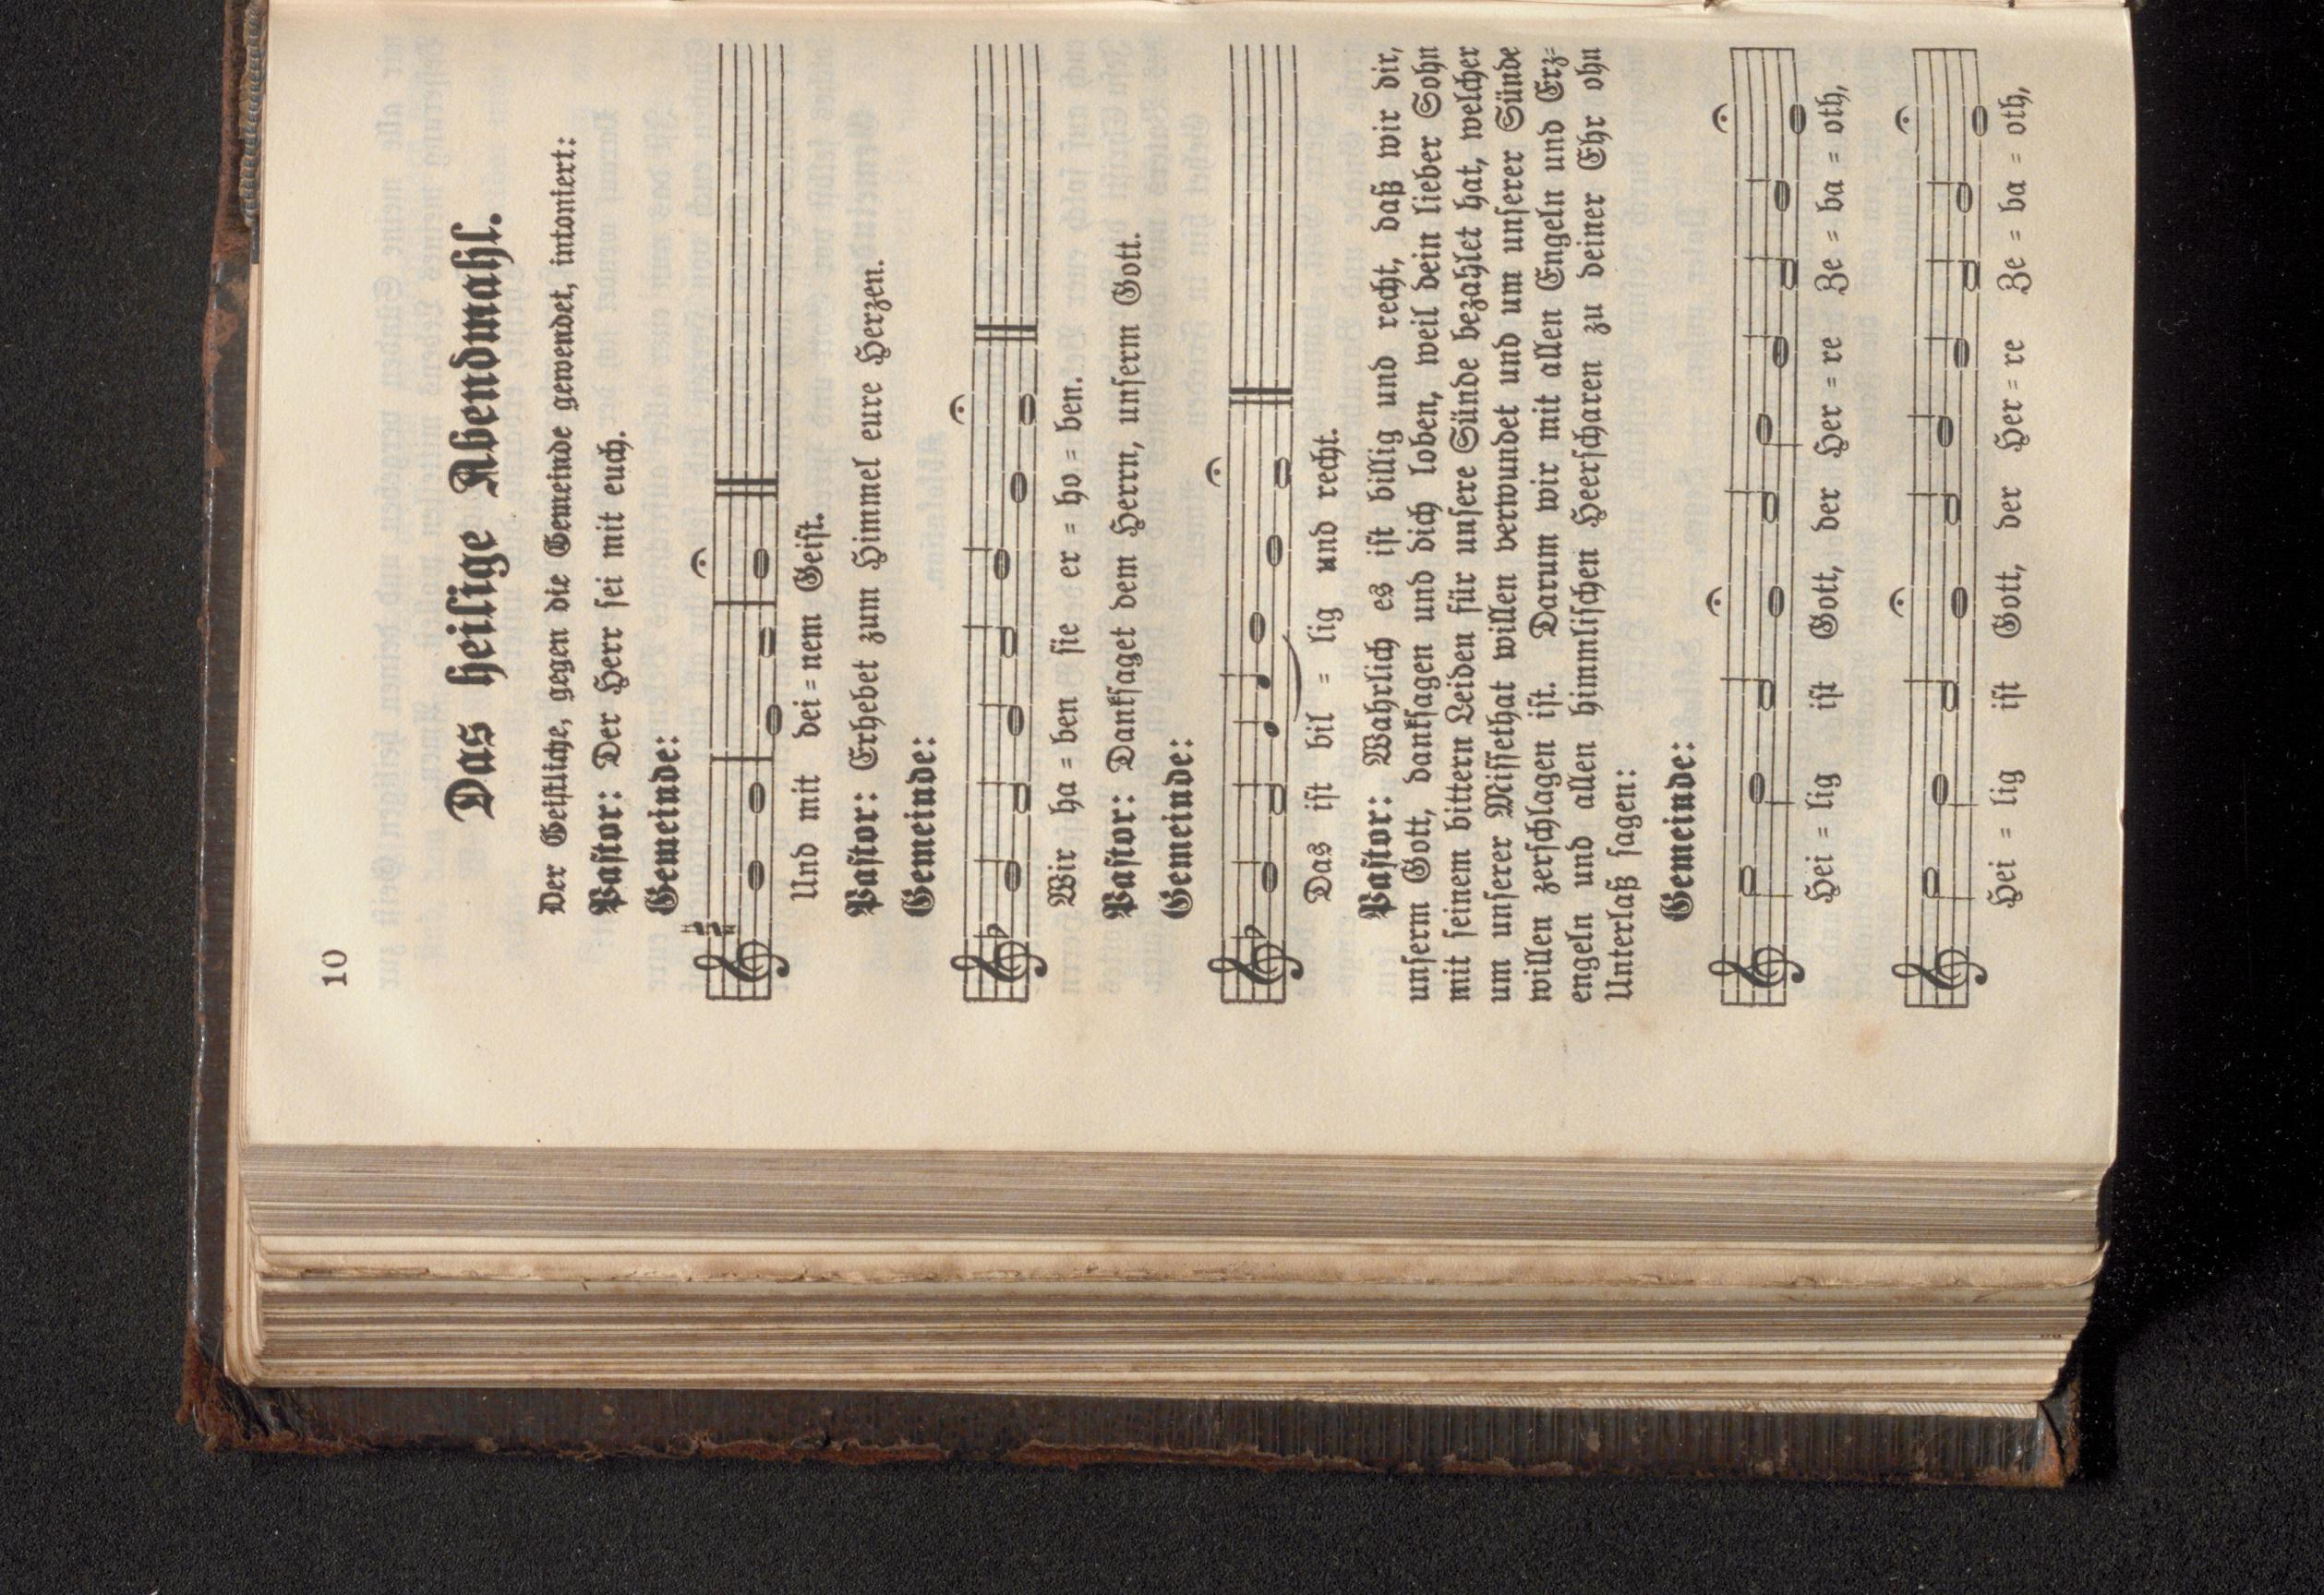 10
Das heilige Abendmahl.
Der Geistliche, gegen die Gemeinde gewendet, intoniert:
Pastor: Der Herr sei mit euch.
Gemeinde:
Und mit dei = nem Geist.
Pastor: Erhebet zum Himmel eure Herzen.
Gemeinde:
Wir ha = ben sie er = ho = ben.
Pastor: Danksaget dem Herrn, unserm Gott.
Gemeinde:
Das ist bil = lig und recht.
Pastor: Wahrlich es ist billig und recht, daß wir dir,
unserm Gott, danksagen und dich loben, weil dein lieber Sohn
mit seinem bittern Leiden für unsere Sünde bezahlet hat, welcher
um unserer Missethat willen verwundet und um unserer Sünde
willen zerschlagen ist. Darum wir mit allen Engeln und Erz=
engeln und allen himmlischen Heerscharen zu deiner Ehr ohn
Unterlaß sagen:
Gemeinde:
Hei = lig ist Gott, der Her = re Ze = ba = oth,
Hei = lig ist Gott, der Her = re Ze = ba = oth,